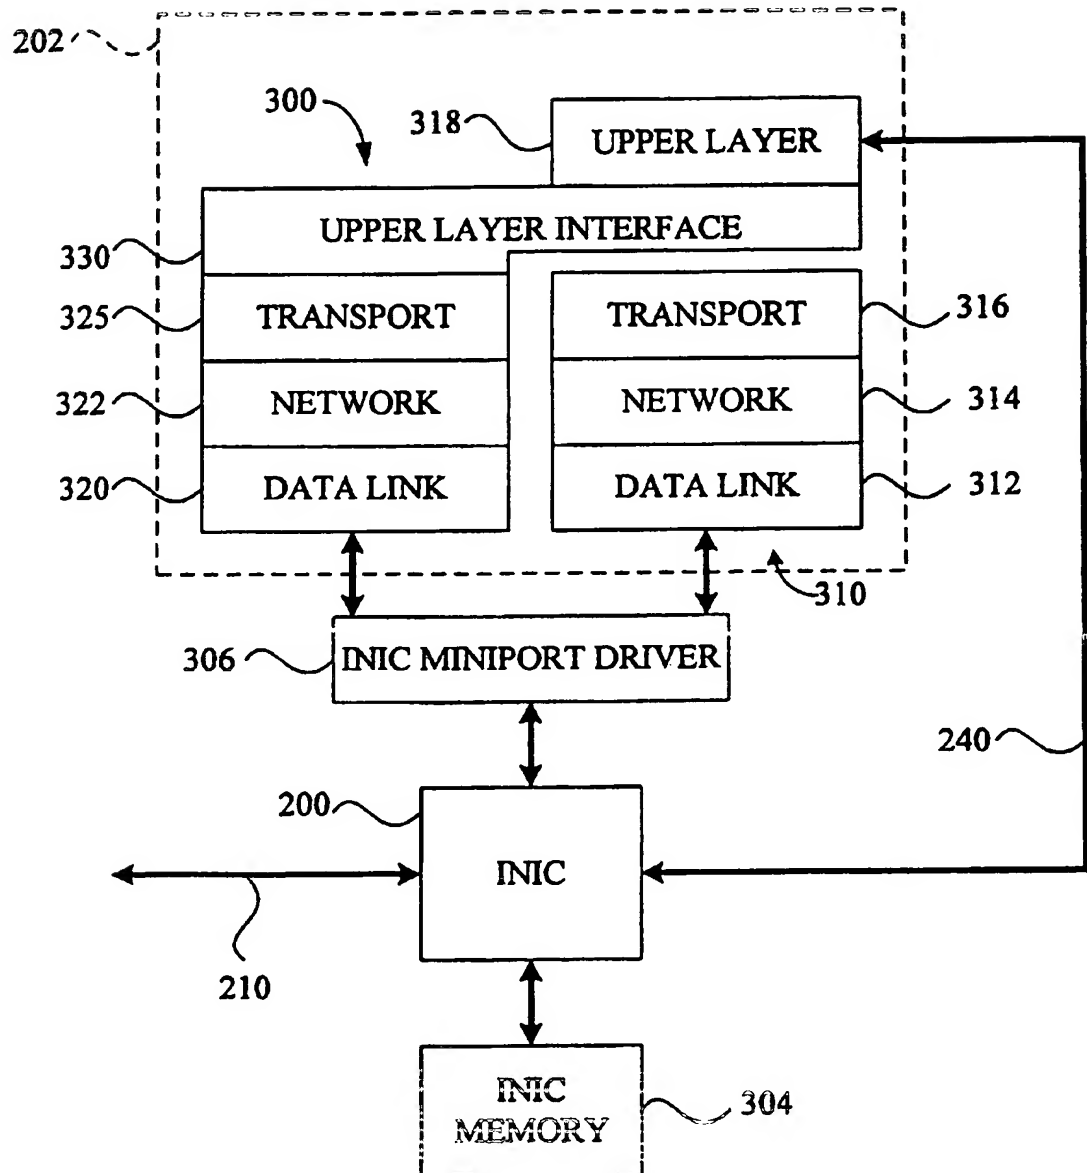 202
300
318
UPPER LAYER
UPPER LAYER INTERFACE
330
325
TRANSPORT
TRANSPORT
316
322
NETWORK
NETWORK
314
320
DATA LINK
DATA LINK
312
310
306
INIC MINIPORT DRIVER
240
200
INIC
210
INIC
MEMORY
304